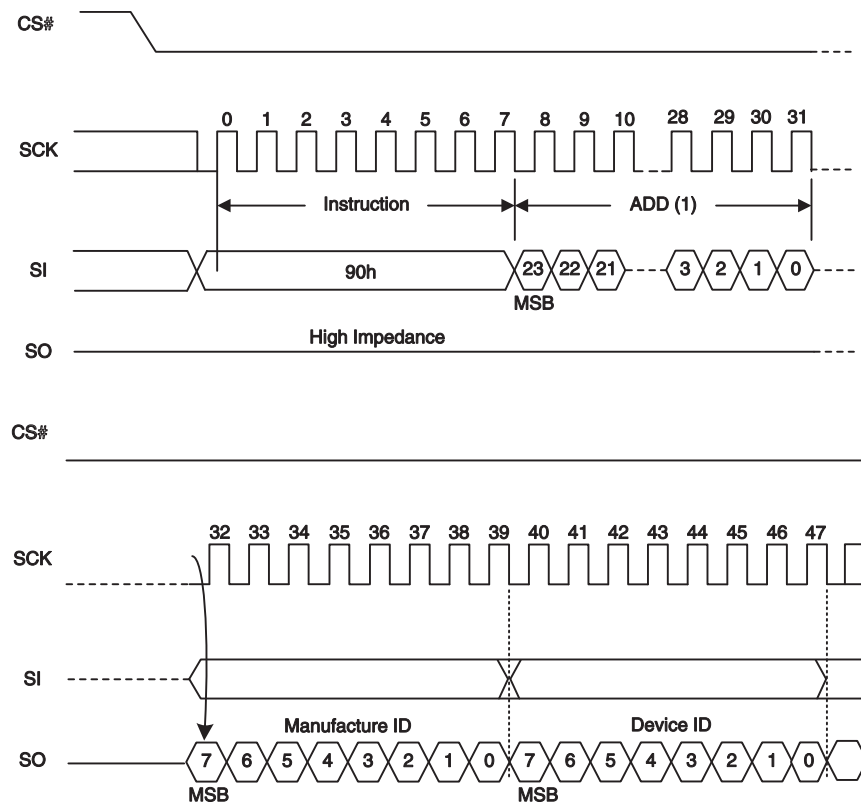 CS#
0 1 2 3 4 5 6 7 8 9 10 28 29 30 31
SCK
Instruction ADD (1)
SI 90h 23 22 21 3 2 1 0
MSB
High Impedance
SO
CS#
32 33 34 35 36 37 38 39 40 41 42 43 44 45 46 47
SCK
SI
Manufacture ID Device ID
SO 7 6 5 4 3 2 1 0 7 6 5 4 3 2 1 0
MSB MSB